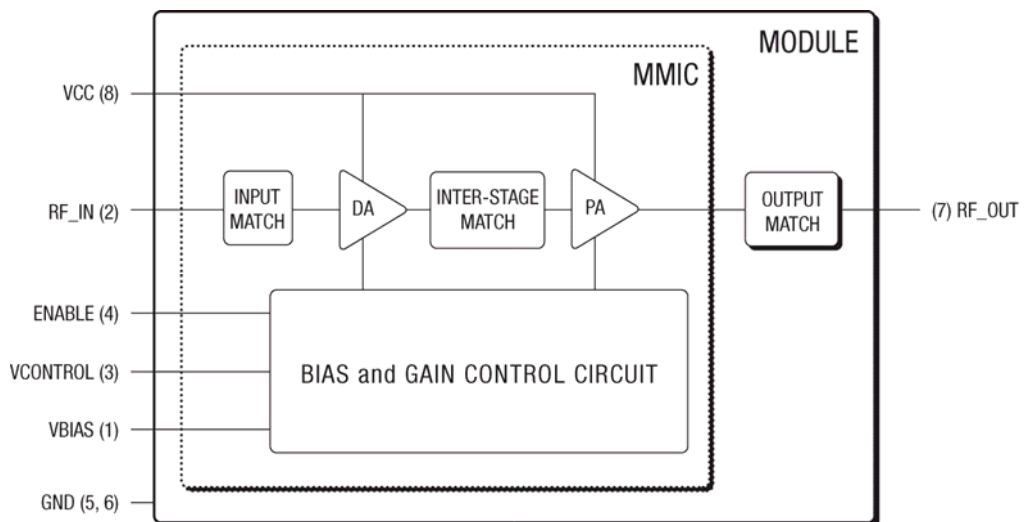 MODULE
MMIC
VCC (8)
RF_IN (2)
INPUT
MATCH
DA
INTER-STAGE
MATCH
PA
OUTPUT
MATCH
(7) RF_OUT
ENABLE (4)
VCONTROL (3)
BIAS and GAIN CONTROL CIRCUIT
VBIAS (1)
GND (5, 6)